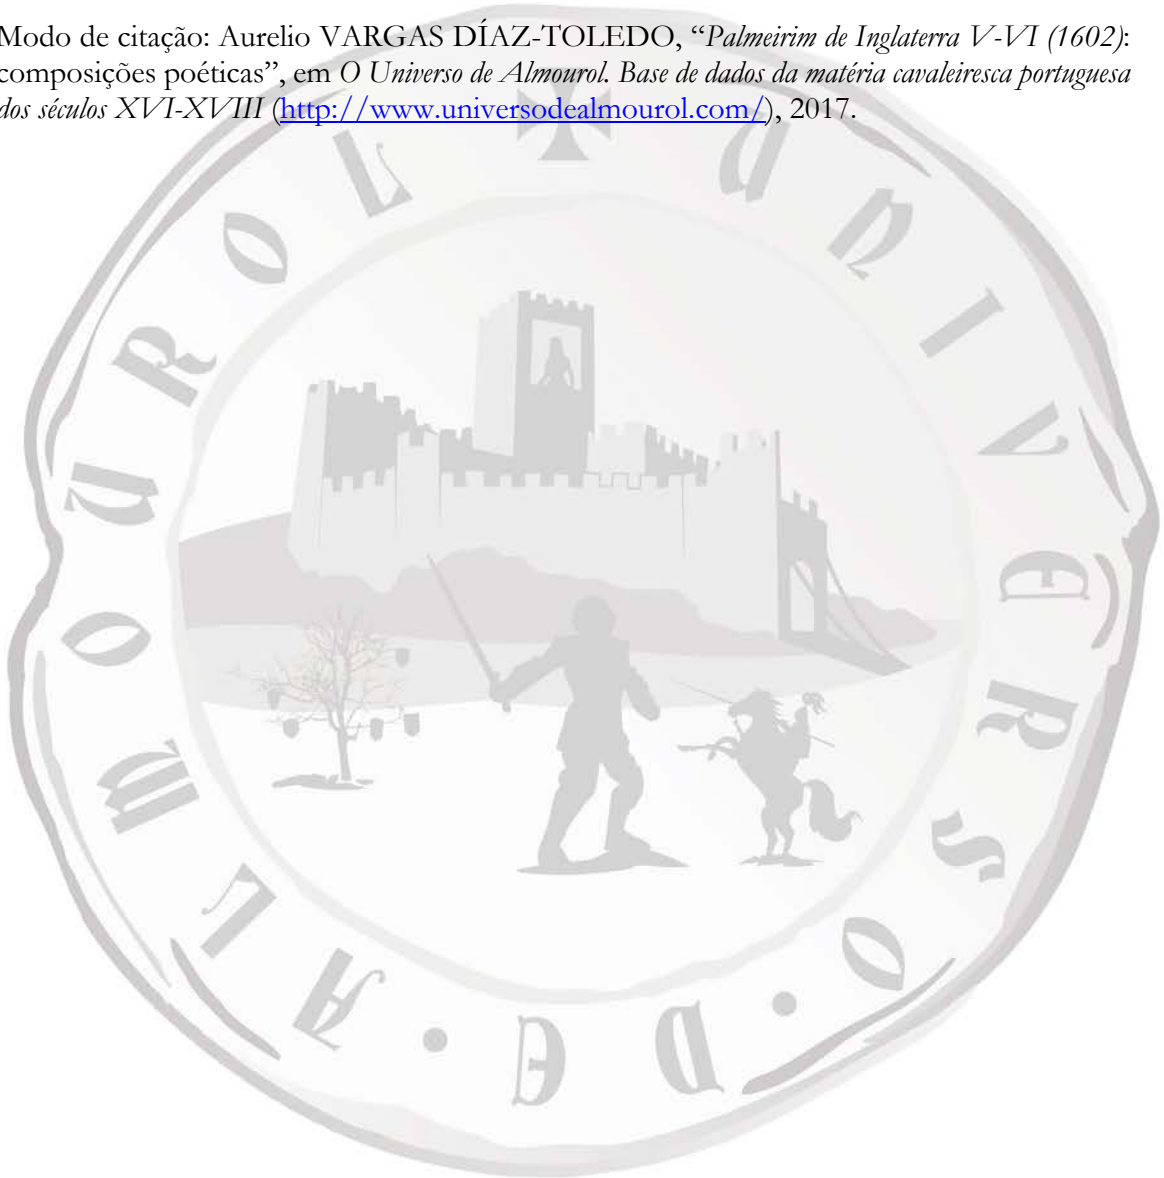 Modo de citação: Aurelio VARGAS DÍAZ-TOLEDO, “Palmeirim de Inglaterra V-VI (1602):
composições poéticas”, em O Universo de Almourol. Base de dados da matéria cavaleiresca portuguesa
dos séculos XVI-XVIII (http://www.universodealmourol.com/), 2017.
UNIVERSO · DE · ALMOUROL